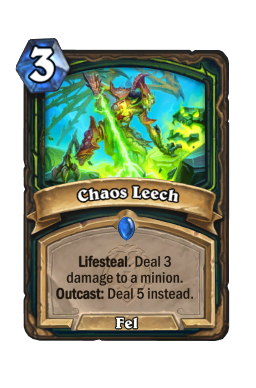 3
Chaos Leech
Lifesteal. Deal 3
damage to a minion.
Outcast: Deal 5 instead.
Fel